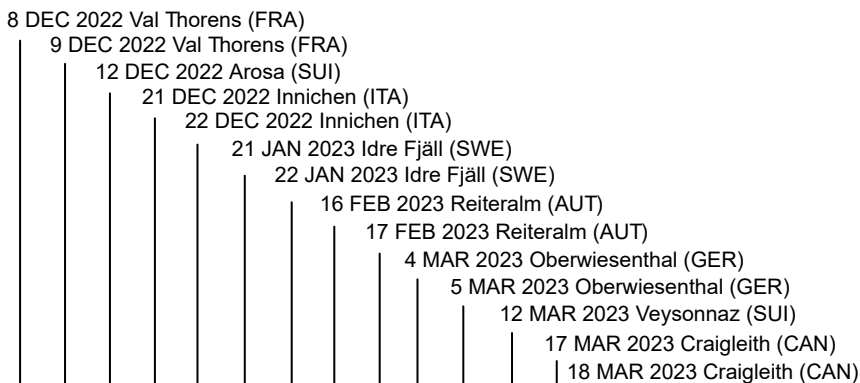 8 DEC 2022 Val Thorens (FRA)
9 DEC 2022 Val Thorens (FRA)
12 DEC 2022 Arosa (SUI)
21 DEC 2022 Innichen (ITA)
22 DEC 2022 Innichen (ITA)
21 JAN 2023 Idre Fjäll (SWE)
22 JAN 2023 Idre Fjäll (SWE)
16 FEB 2023 Reiteralm (AUT)
17 FEB 2023 Reiteralm (AUT)
4 MAR 2023 Oberwiesenthal (GER)
5 MAR 2023 Oberwiesenthal (GER)
12 MAR 2023 Veysonnaz (SUI)
17 MAR 2023 Craigleith (CAN)
18 MAR 2023 Craigleith (CAN)